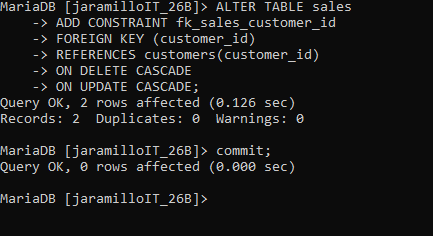 MariaDB [jaramilloIT_26B]> ALTER TABLE sales
    -> ADD CONSTRAINT fk_sales_customer_id
    -> FOREIGN KEY (customer_id)
    -> REFERENCES customers(customer_id)
    -> ON DELETE CASCADE
    -> ON UPDATE CASCADE;
Query OK, 2 rows affected (0.126 sec)
Records: 2  Duplicates: 0  Warnings: 0

MariaDB [jaramilloIT_26B]> commit;
Query OK, 0 rows affected (0.000 sec)

MariaDB [jaramilloIT_26B]>